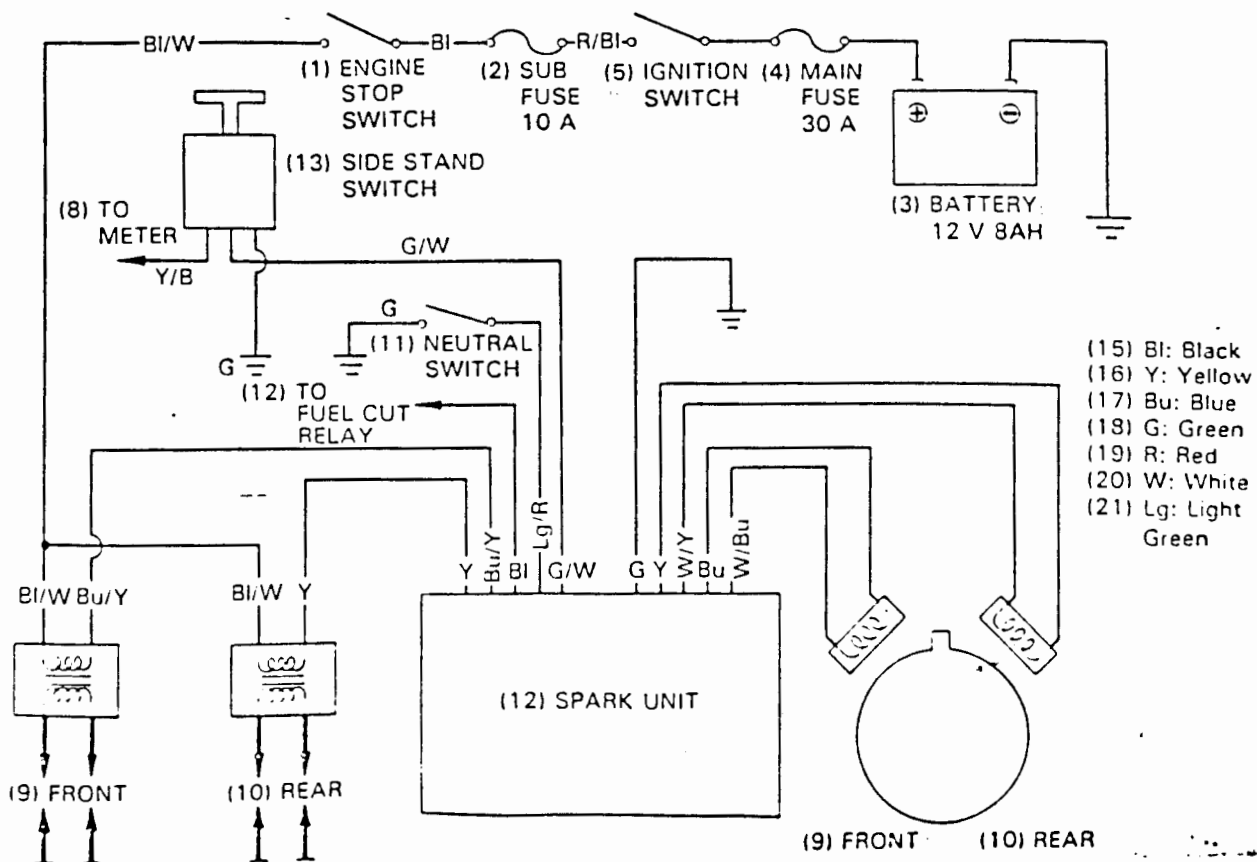 Bl/W
Bl
R/Bl
(1) ENGINE
STOP
SWITCH
(2) SUB
FUSE
10 A
(5) IGNITION
SWITCH
(4) MAIN
FUSE
30 A
(3) BATTERY
12 V 8AH
(13) SIDE STAND
SWITCH
(8) TO
METER
Y/B
G/W
G
G
(11) NEUTRAL
SWITCH
(12) TO
FUEL CUT
RELAY
(15) Bl: Black
(16) Y: Yellow
(17) Bu: Blue
(18) G: Green
(19) R: Red
(20) W: White
(21) Lg: Light
Green
Y
Bu/Y
Bl
Lg/R
G/W
G
Y
W/Y
Bu
W/Bu
Bl/W
Bu/Y
Bl/W
Y
(12) SPARK UNIT
(9) FRONT
(10) REAR
(9) FRONT
(10) REAR